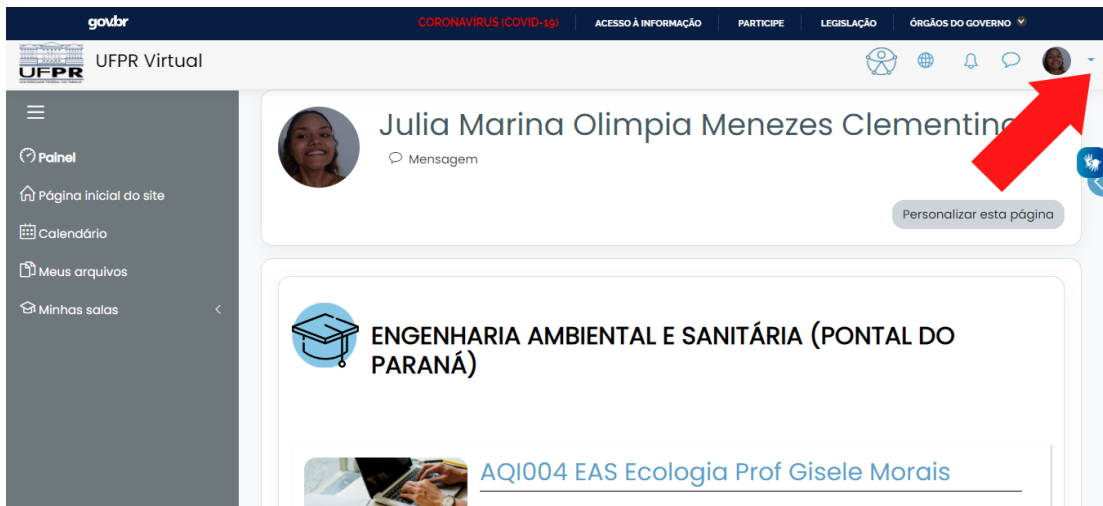 gov.br
CORONAVÍRUS (COVID-19)
ACESSO À INFORMAÇÃO
PARTICIPE
LEGISLAÇÃO
ÓRGÃOS DO GOVERNO
UFPR
UFPR Virtual
Painel
Página inicial do site
Calendário
Meus arquivos
Minhas salas
Julia Marina Olimpia Menezes
Mensagem
Personalizar esta página
ENGENHARIA AMBIENTAL E SANITÁRIA (PONTAL DO
PARANÁ)
AQI004 EAS Ecologia Prof Gisele Morais